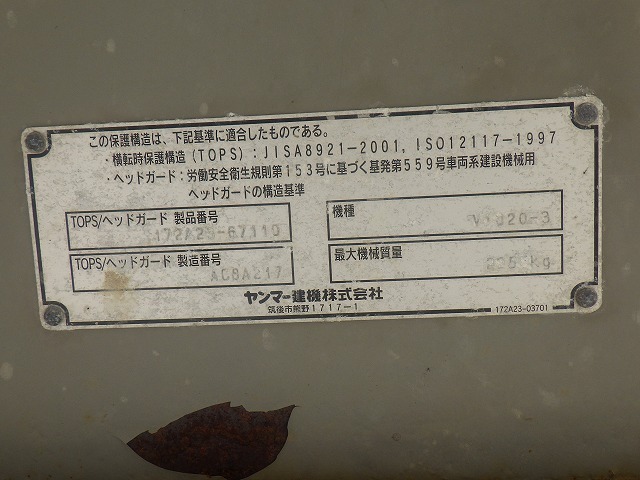 この保護構造は、下記基準に適合したものである。
・横転時保護構造(TOPS):JISA8921-2001,ISO12117-1997
・ヘッドガード:労働安全衛生規則第153号に基づく基発第559号車両系建設機械用
ヘッドガードの構造基準
TOPS/ヘッドガード 製品番号
機種
TOPS/ヘッドガード 製造番号
AC8A217
最大機械質量
kg
ヤンマー建機株式会社
筑後市熊野1717-1
172A23-03701